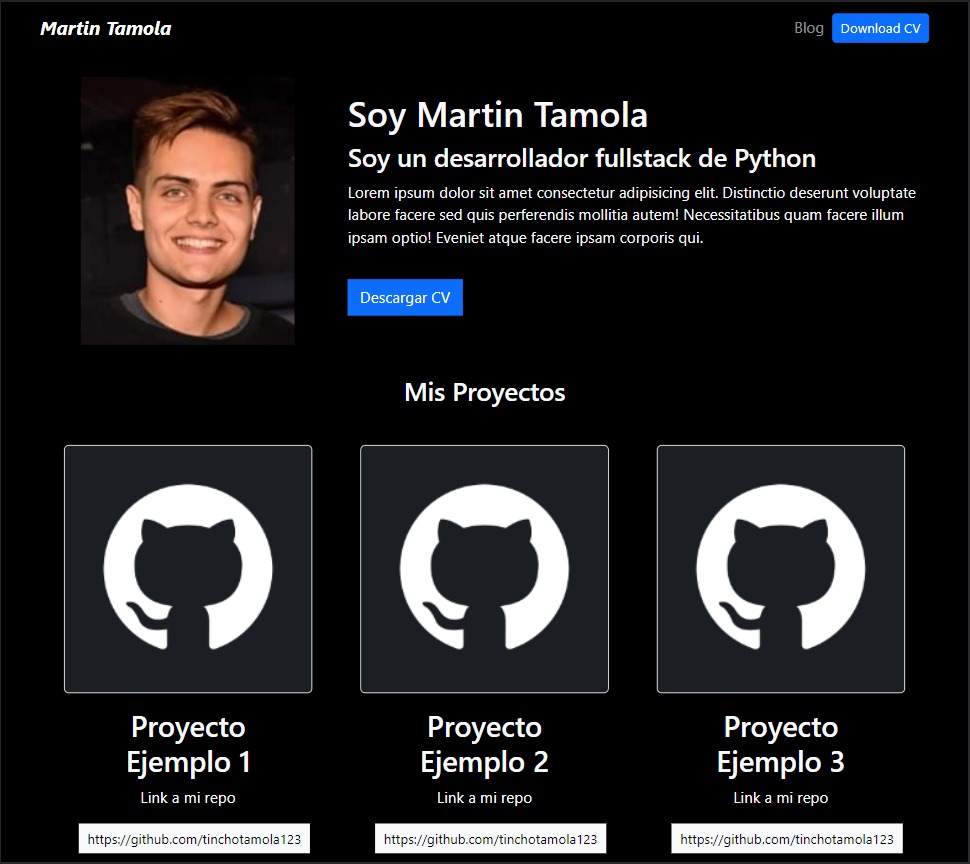 Martin Tamola
Blog
Download CV
Soy Martin Tamola
Soy un desarrollador fullstack de Python
Lorem ipsum dolor sit amet consectetur adipisicing elit. Distinctio deserunt voluptate
labore facere sed quis perferendis mollitia autem! Necessitatibus quam facere illum
ipsam optio! Eveniet atque facere ipsam corporis qui.
Descargar CV
Mis Proyectos
Proyecto
Ejemplo 1
Link a mi repo
https://github.com/tinchotamola123
Proyecto
Ejemplo 2
Link a mi repo
https://github.com/tinchotamola123
Proyecto
Ejemplo 3
Link a mi repo
https://github.com/tinchotamola123